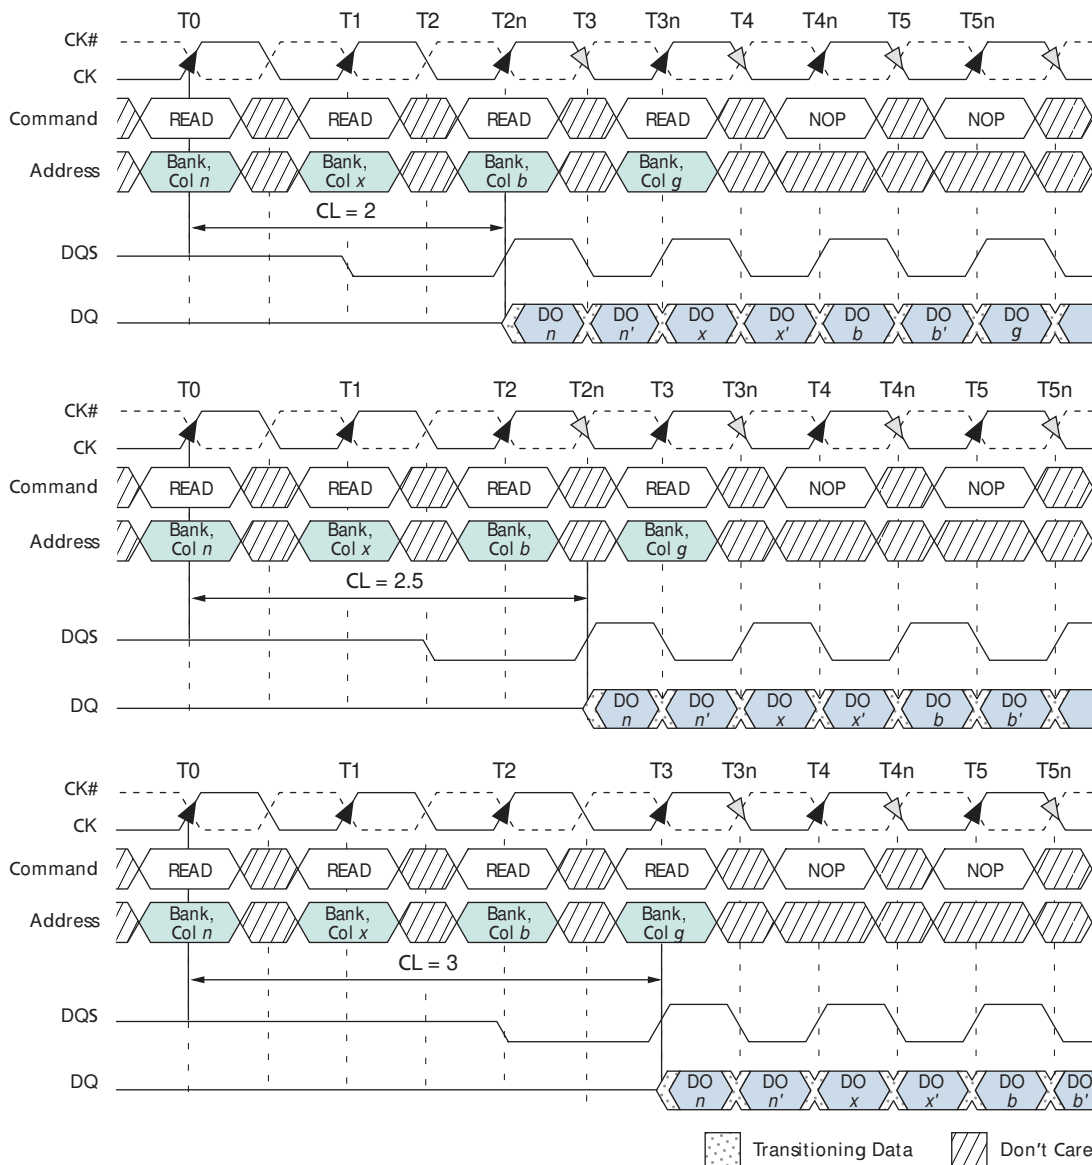 T0 T1 T2 T2n T3 T3n T4 T4n T5 T5n
CK#
CK
Command READ READ READ READ NOP NOP
Address Bank, Bank, Bank, Bank,
Col n Col x Col b Col g
CL = 2
DQS
DQ DO DO DO DO DO DO DO
n n' x x' b b' g
T0 T1 T2 T2n T3 T3n T4 T4n T5 T5n
CK#
CK
Command READ READ READ READ NOP NOP
Address Bank, Bank, Bank, Bank,
Col n Col x Col b Col g
CL = 2.5
DQS
DQ DO DO DO DO DO DO
n n' x x' b b'
T0 T1 T2 T3 T3n T4 T4n T5 T5n
CK#
CK
Command READ READ READ READ NOP NOP
Address Bank, Bank, Bank, Bank,
Col n Col x Col b Col g
CL = 3
DQS
DQ DO DO DO DO DO DO
n n' x x' b b'
Transitioning Data Don't Care